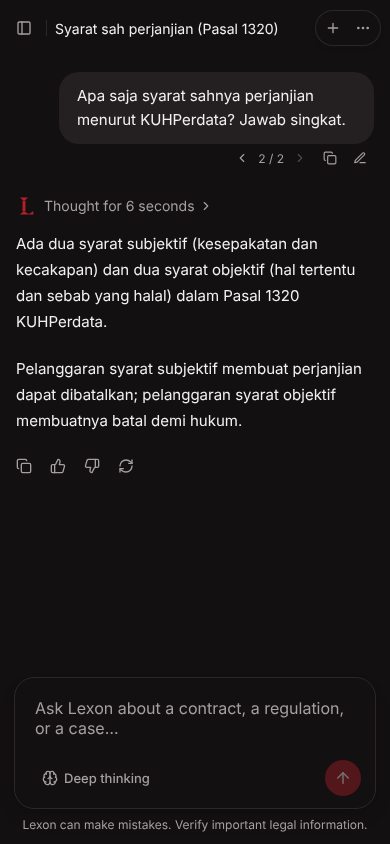 Syarat sah perjanjian (Pasal 1320)
Apa saja syarat sahnya perjanjian
menurut KUHPerdata? Jawab singkat.
2 / 2
L
Thought for 6 seconds
Ada dua syarat subjektif (kesepakatan dan
kecakapan) dan dua syarat objektif (hal tertentu
dan sebab yang halal) dalam Pasal 1320
KUHPerdata.
Pelanggaran syarat subjektif membuat perjanjian
dapat dibatalkan; pelanggaran syarat objektif
membuatnya batal demi hukum.
Ask Lexon about a contract, a regulation,
or a case...
Deep thinking
Lexon can make mistakes. Verify important legal information.